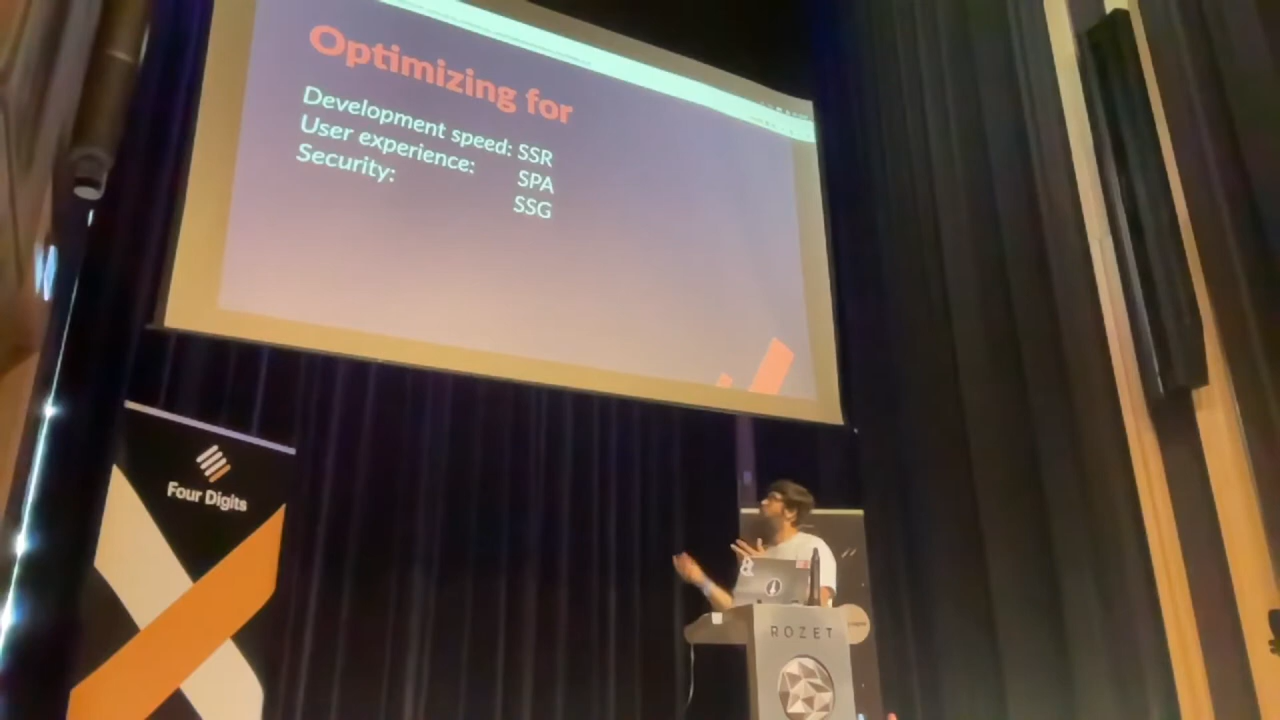 Optimizing for
Development speed: SSR
User experience: SPA
Security: SSG
Four Digits
&
ROZET